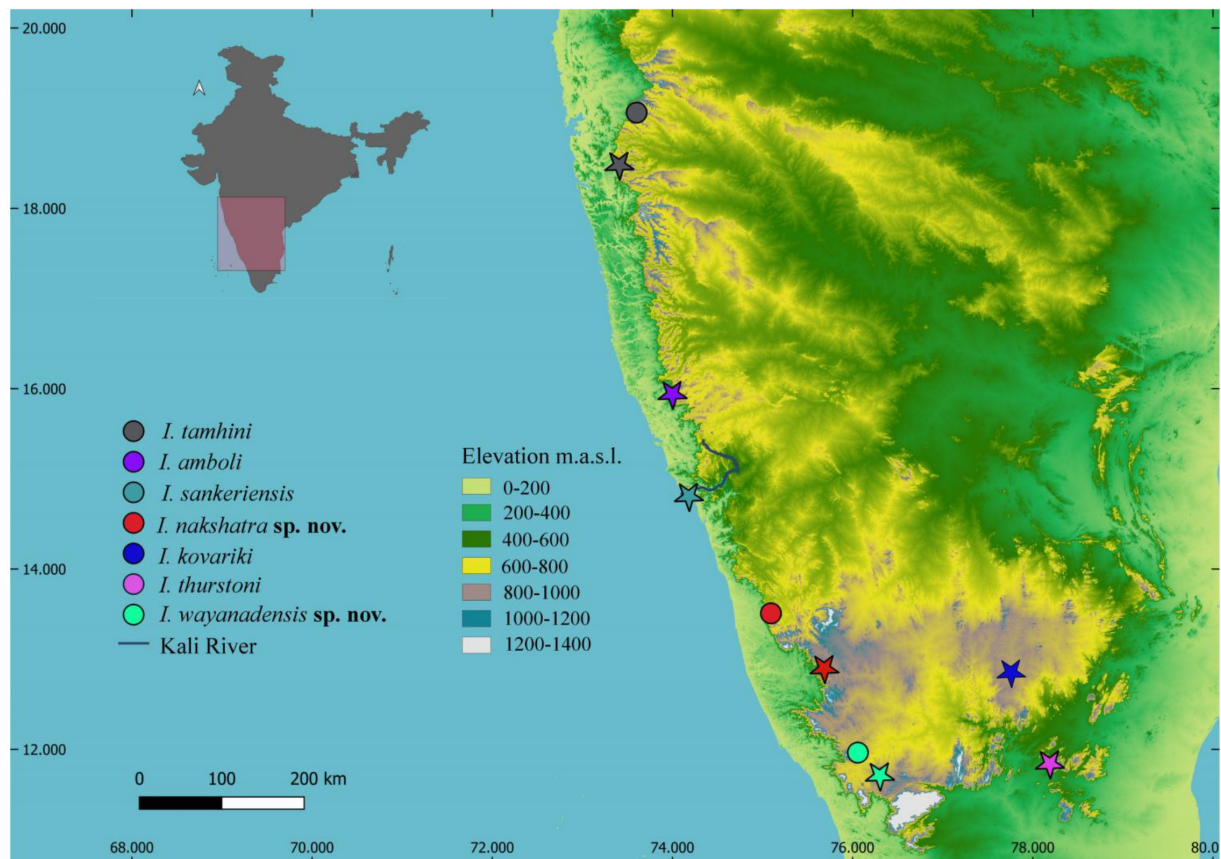 20.000
18.000
16.000
14.000
12.000
I. tamhini
I. amboli
I. sankeriensis
I. nakshatra sp. nov.
I. kovariki
I. thurstoni
I. wayanadensis sp. nov.
Kali River
Elevation m.a.s.l.
0-200
200-400
400-600
600-800
800-1000
1000-1200
1200-1400
0 100 200 km
68.000 70.000 72.000 74.000 76.000 78.000 80.0